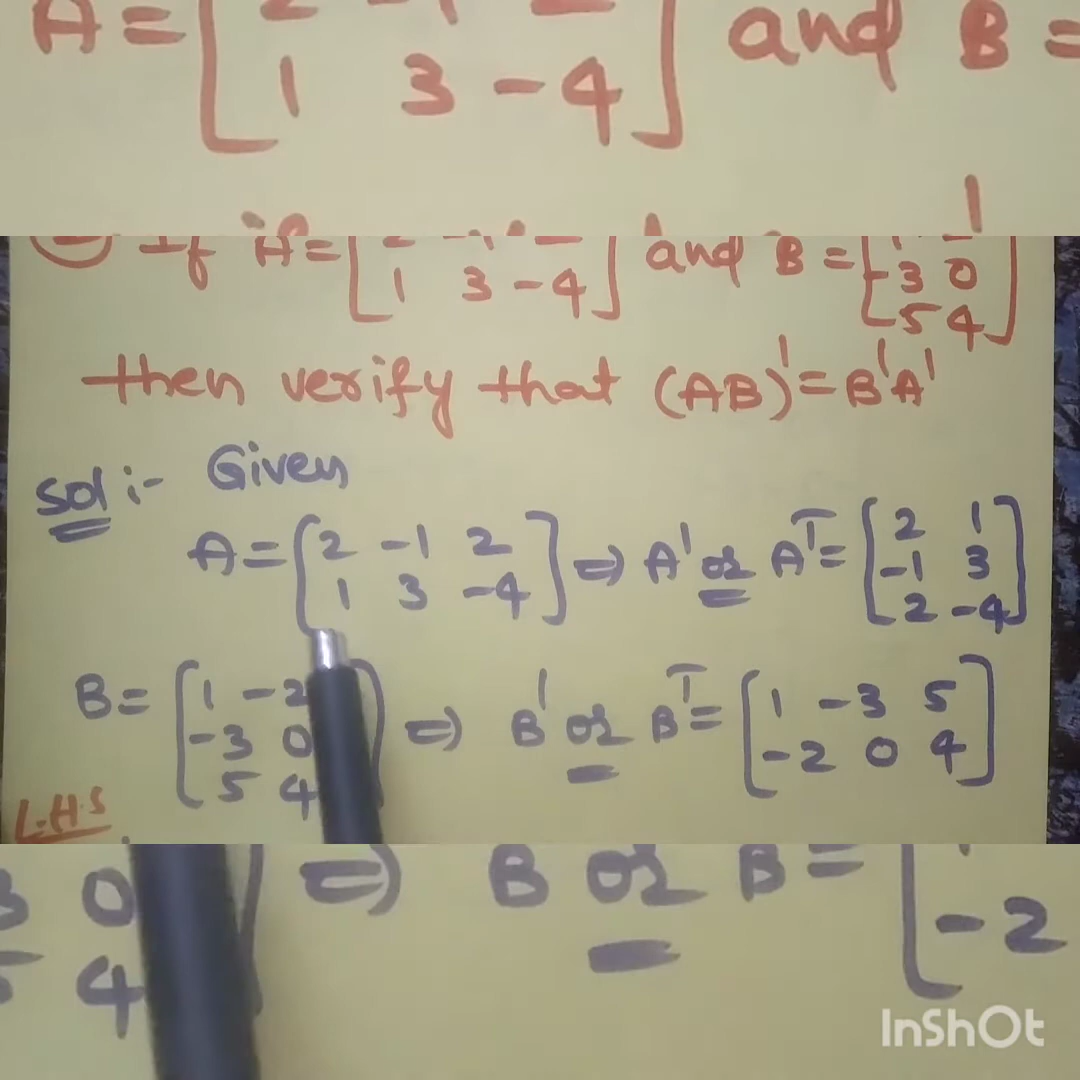 A = [
1 3 -4 ] and B =
If A = [
1 3 -4 ] and B = [
-3 0
5 4 ]
then verify that (AB)' = B'A'
Sol :- Given
A = [ 2 -1 2
1 3 -4 ] ⇒ A' or A^T = [ 2 1
-1 3
2 -4 ]
B = [ 1 -2
-3 0
5 4 ] ⇒ B' or B^T = [ 1 -3 5
-2 0 4 ]
L.H.S
0
4 ) ⇒ B or B = [
-2
InShOt